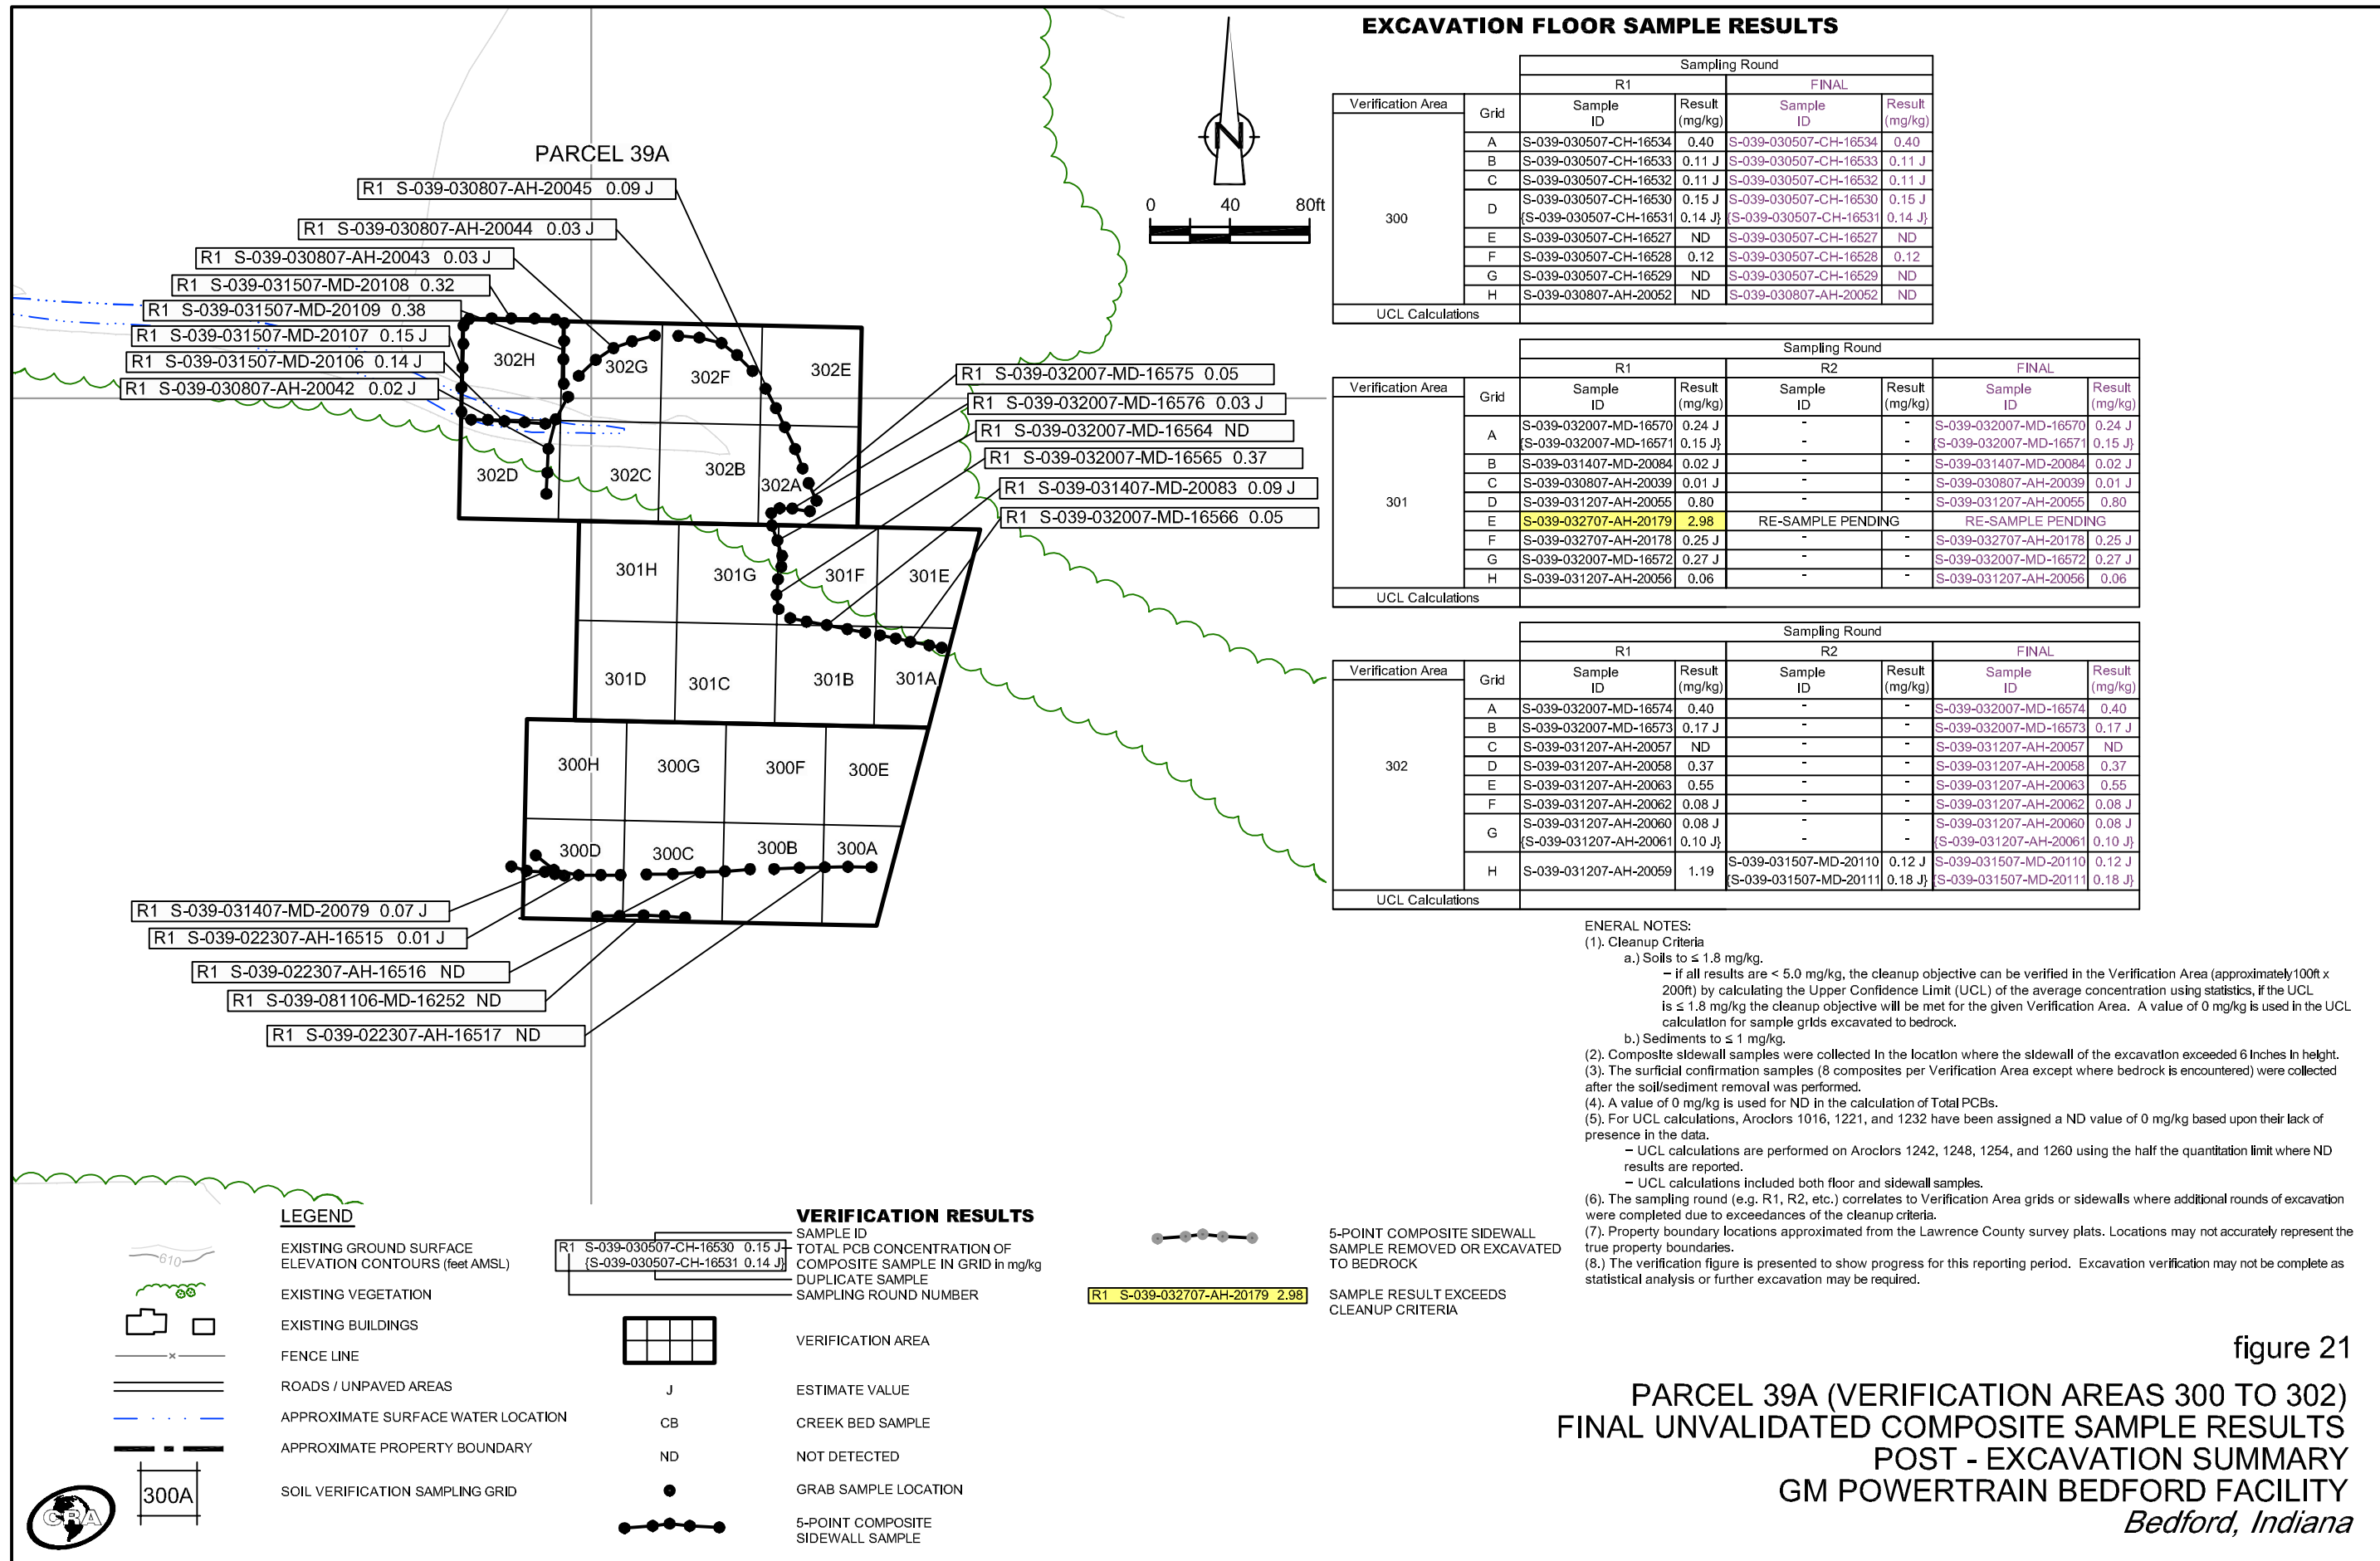 EXCAVATION FLOOR SAMPLE RESULTS
Sampling Round
R1 FINAL
Verification Area Grid Sample ID Result (mg/kg) Sample ID Result (mg/kg)
300
A S-039-030507-CH-16534 0.40 S-039-030507-CH-16534 0.40
B S-039-030507-CH-16533 0.11 J S-039-030507-CH-16533 0.11 J
C S-039-030507-CH-16532 0.11 J S-039-030507-CH-16532 0.11 J
D S-039-030507-CH-16530 0.15 J S-039-030507-CH-16530 0.15 J
{S-039-030507-CH-16531 0.14 J} {S-039-030507-CH-16531 0.14 J}
E S-039-030507-CH-16527 ND S-039-030507-CH-16527 ND
F S-039-030507-CH-16528 0.12 S-039-030507-CH-16528 0.12
G S-039-030507-CH-16529 ND S-039-030507-CH-16529 ND
H S-039-030807-AH-20052 ND S-039-030807-AH-20052 ND
UCL Calculations
Sampling Round
R1 R2 FINAL
Verification Area Grid Sample ID Result (mg/kg) Sample ID Result (mg/kg) Sample ID Result (mg/kg)
301
A S-039-032007-MD-16570 0.24 J - - S-039-032007-MD-16570 0.24 J
{S-039-032007-MD-16571 0.15 J} - - {S-039-032007-MD-16571 0.15 J}
B S-039-031407-MD-20084 0.02 J - - S-039-031407-MD-20084 0.02 J
C S-039-030807-AH-20039 0.01 J - - S-039-030807-AH-20039 0.01 J
D S-039-031207-AH-20055 0.80 - - S-039-031207-AH-20055 0.80
E S-039-032707-AH-20179 2.98 RE-SAMPLE PENDING RE-SAMPLE PENDING
F S-039-032707-AH-20178 0.25 J - - S-039-032707-AH-20178 0.25 J
G S-039-032007-MD-16572 0.27 J - - S-039-032007-MD-16572 0.27 J
H S-039-031207-AH-20056 0.06 - - S-039-031207-AH-20056 0.06
UCL Calculations
Sampling Round
R1 R2 FINAL
Verification Area Grid Sample ID Result (mg/kg) Sample ID Result (mg/kg) Sample ID Result (mg/kg)
302
A S-039-032007-MD-16574 0.40 - - S-039-032007-MD-16574 0.40
B S-039-032007-MD-16573 0.17 J - - S-039-032007-MD-16573 0.17 J
C S-039-031207-AH-20057 ND - - S-039-031207-AH-20057 ND
D S-039-031207-AH-20058 0.37 - - S-039-031207-AH-20058 0.37
E S-039-031207-AH-20063 0.55 - - S-039-031207-AH-20063 0.55
F S-039-031207-AH-20062 0.08 J - - S-039-031207-AH-20062 0.08 J
G S-039-031207-AH-20060 0.08 J - - S-039-031207-AH-20060 0.08 J
{S-039-031207-AH-20061 0.10 J} - - {S-039-031207-AH-20061 0.10 J}
H S-039-031207-AH-20059 1.19 S-039-031507-MD-20110 0.12 J S-039-031507-MD-20110 0.12 J
{S-039-031507-MD-20111 0.18 J} {S-039-031507-MD-20111 0.18 J}
UCL Calculations
N
0 40 80ft
PARCEL 39A
R1 S-039-030807-AH-20045 0.09 J
R1 S-039-030807-AH-20044 0.03 J
R1 S-039-030807-AH-20043 0.03 J
R1 S-039-031507-MD-20108 0.32
R1 S-039-031507-MD-20109 0.38
R1 S-039-031507-MD-20107 0.15 J
R1 S-039-031507-MD-20106 0.14 J
R1 S-039-030807-AH-20042 0.02 J
R1 S-039-032007-MD-16575 0.05
R1 S-039-032007-MD-16576 0.03 J
R1 S-039-032007-MD-16564 ND
R1 S-039-032007-MD-16565 0.37
R1 S-039-031407-MD-20083 0.09 J
R1 S-039-032007-MD-16566 0.05
302H 302G 302F 302E
302D 302C 302B 302A
301H 301G 301F 301E
301D 301C 301B 301A
300H 300G 300F 300E
300D 300C 300B 300A
R1 S-039-031407-MD-20079 0.07 J
R1 S-039-022307-AH-16515 0.01 J
R1 S-039-022307-AH-16516 ND
R1 S-039-081106-MD-16252 ND
R1 S-039-022307-AH-16517 ND
ENERAL NOTES:
(1). Cleanup Criteria
a.) Soils to ≤ 1.8 mg/kg.
– if all results are < 5.0 mg/kg, the cleanup objective can be verified in the Verification Area (approximately100ft x
200ft) by calculating the Upper Confidence Limit (UCL) of the average concentration using statistics, if the UCL
is ≤ 1.8 mg/kg the cleanup objective will be met for the given Verification Area. A value of 0 mg/kg is used in the UCL
calculation for sample grids excavated to bedrock.
b.) Sediments to ≤ 1 mg/kg.
(2). Composite sidewall samples were collected in the location where the sidewall of the excavation exceeded 6 inches in height.
(3). The surficial confirmation samples (8 composites per Verification Area except where bedrock is encountered) were collected
after the soil/sediment removal was performed.
(4). A value of 0 mg/kg is used for ND in the calculation of Total PCBs.
(5). For UCL calculations, Aroclors 1016, 1221, and 1232 have been assigned a ND value of 0 mg/kg based upon their lack of
presence in the data.
– UCL calculations are performed on Aroclors 1242, 1248, 1254, and 1260 using the half the quantitation limit where ND
results are reported.
– UCL calculations included both floor and sidewall samples.
(6). The sampling round (e.g. R1, R2, etc.) correlates to Verification Area grids or sidewalls where additional rounds of excavation
were completed due to exceedances of the cleanup criteria.
(7). Property boundary locations approximated from the Lawrence County survey plats. Locations may not accurately represent the
true property boundaries.
(8.) The verification figure is presented to show progress for this reporting period. Excavation verification may not be complete as
statistical analysis or further excavation may be required.
LEGEND
610
EXISTING GROUND SURFACE
ELEVATION CONTOURS (feet AMSL)
EXISTING VEGETATION
EXISTING BUILDINGS
x
FENCE LINE
ROADS / UNPAVED AREAS
APPROXIMATE SURFACE WATER LOCATION
APPROXIMATE PROPERTY BOUNDARY
300A
SOIL VERIFICATION SAMPLING GRID
CRA
VERIFICATION RESULTS
R1 S-039-030507-CH-16530 0.15 J
{S-039-030507-CH-16531 0.14 J}
SAMPLE ID
TOTAL PCB CONCENTRATION OF
COMPOSITE SAMPLE IN GRID in mg/kg
DUPLICATE SAMPLE
SAMPLING ROUND NUMBER
VERIFICATION AREA
J ESTIMATE VALUE
CB CREEK BED SAMPLE
ND NOT DETECTED
GRAB SAMPLE LOCATION
5-POINT COMPOSITE
SIDEWALL SAMPLE
5-POINT COMPOSITE SIDEWALL
SAMPLE REMOVED OR EXCAVATED
TO BEDROCK
R1 S-039-032707-AH-20179 2.98
SAMPLE RESULT EXCEEDS
CLEANUP CRITERIA
figure 21
PARCEL 39A (VERIFICATION AREAS 300 TO 302)
FINAL UNVALIDATED COMPOSITE SAMPLE RESULTS
POST - EXCAVATION SUMMARY
GM POWERTRAIN BEDFORD FACILITY
Bedford, Indiana